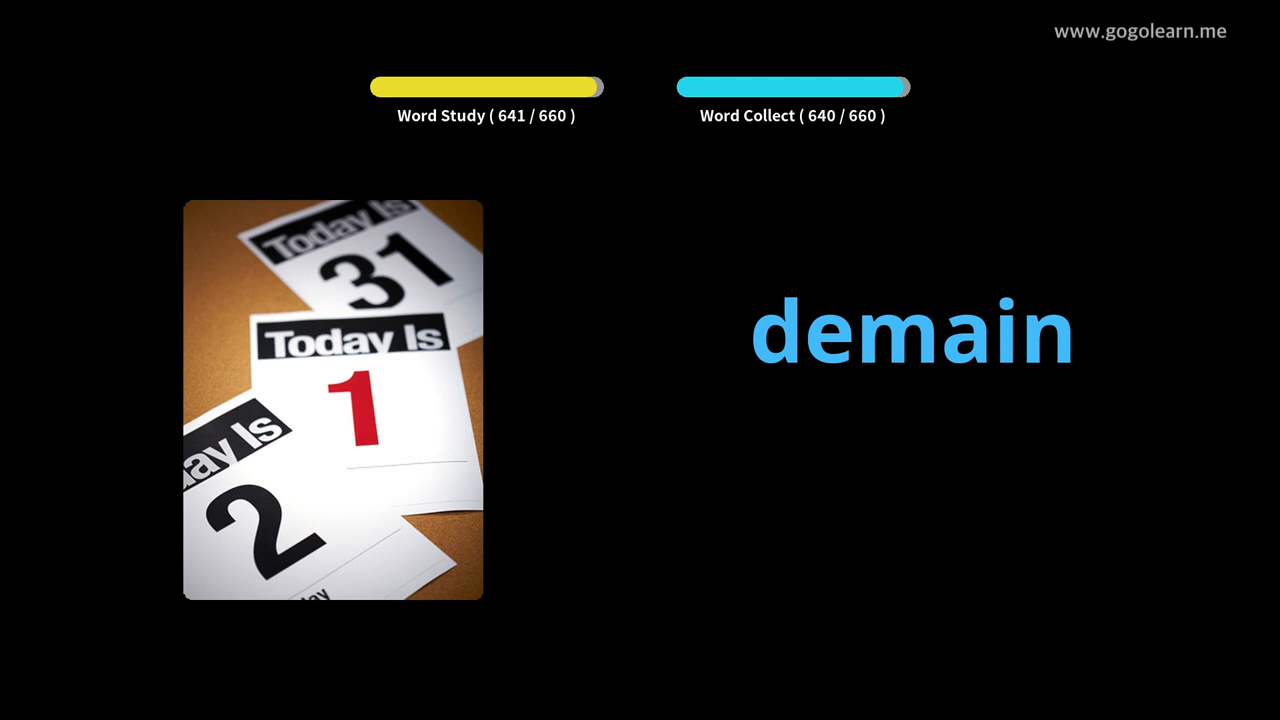 www.gogolearn.me
Word Study ( 641 / 660 )
Word Collect ( 640 / 660 )
Today Is
31
Today Is
1
demain
day Is
2